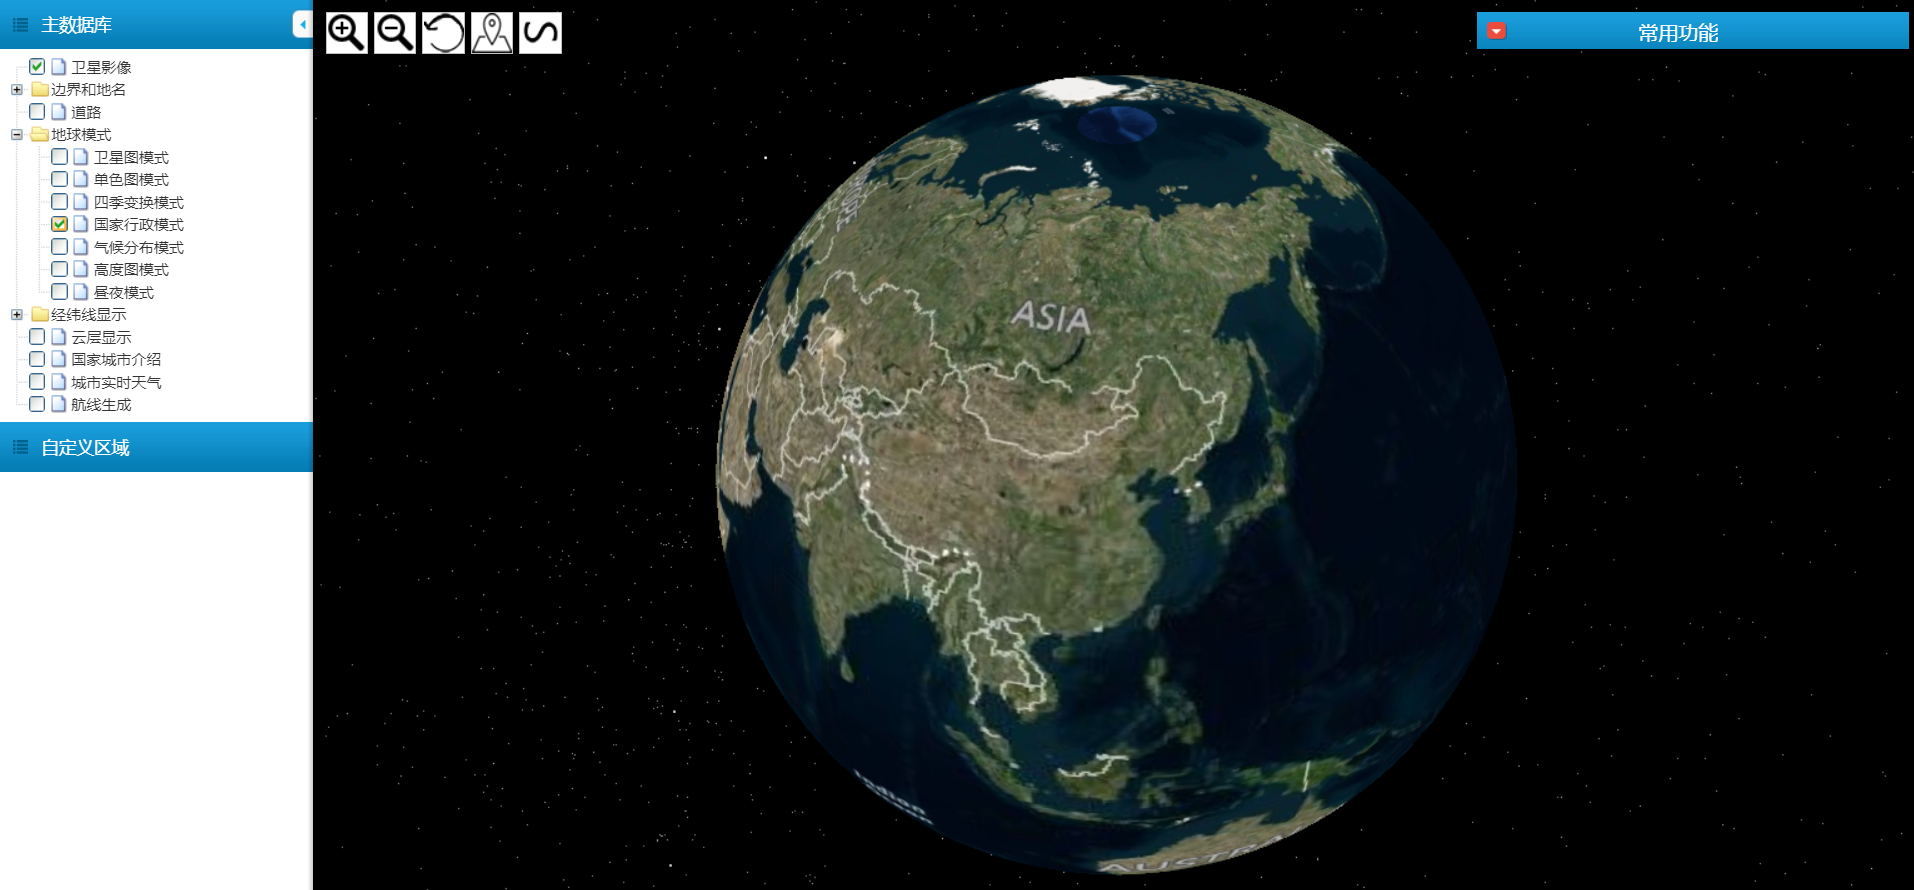 主数据库
卫星影像
边界和地名
道路
地球模式
卫星图模式
单色图模式
四季变换模式
国家行政模式
气候分布模式
高度图模式
昼夜模式
经纬线显示
云层显示
国家城市介绍
城市实时天气
航线生成
自定义区域
常用功能
ASIA
AUSTRA